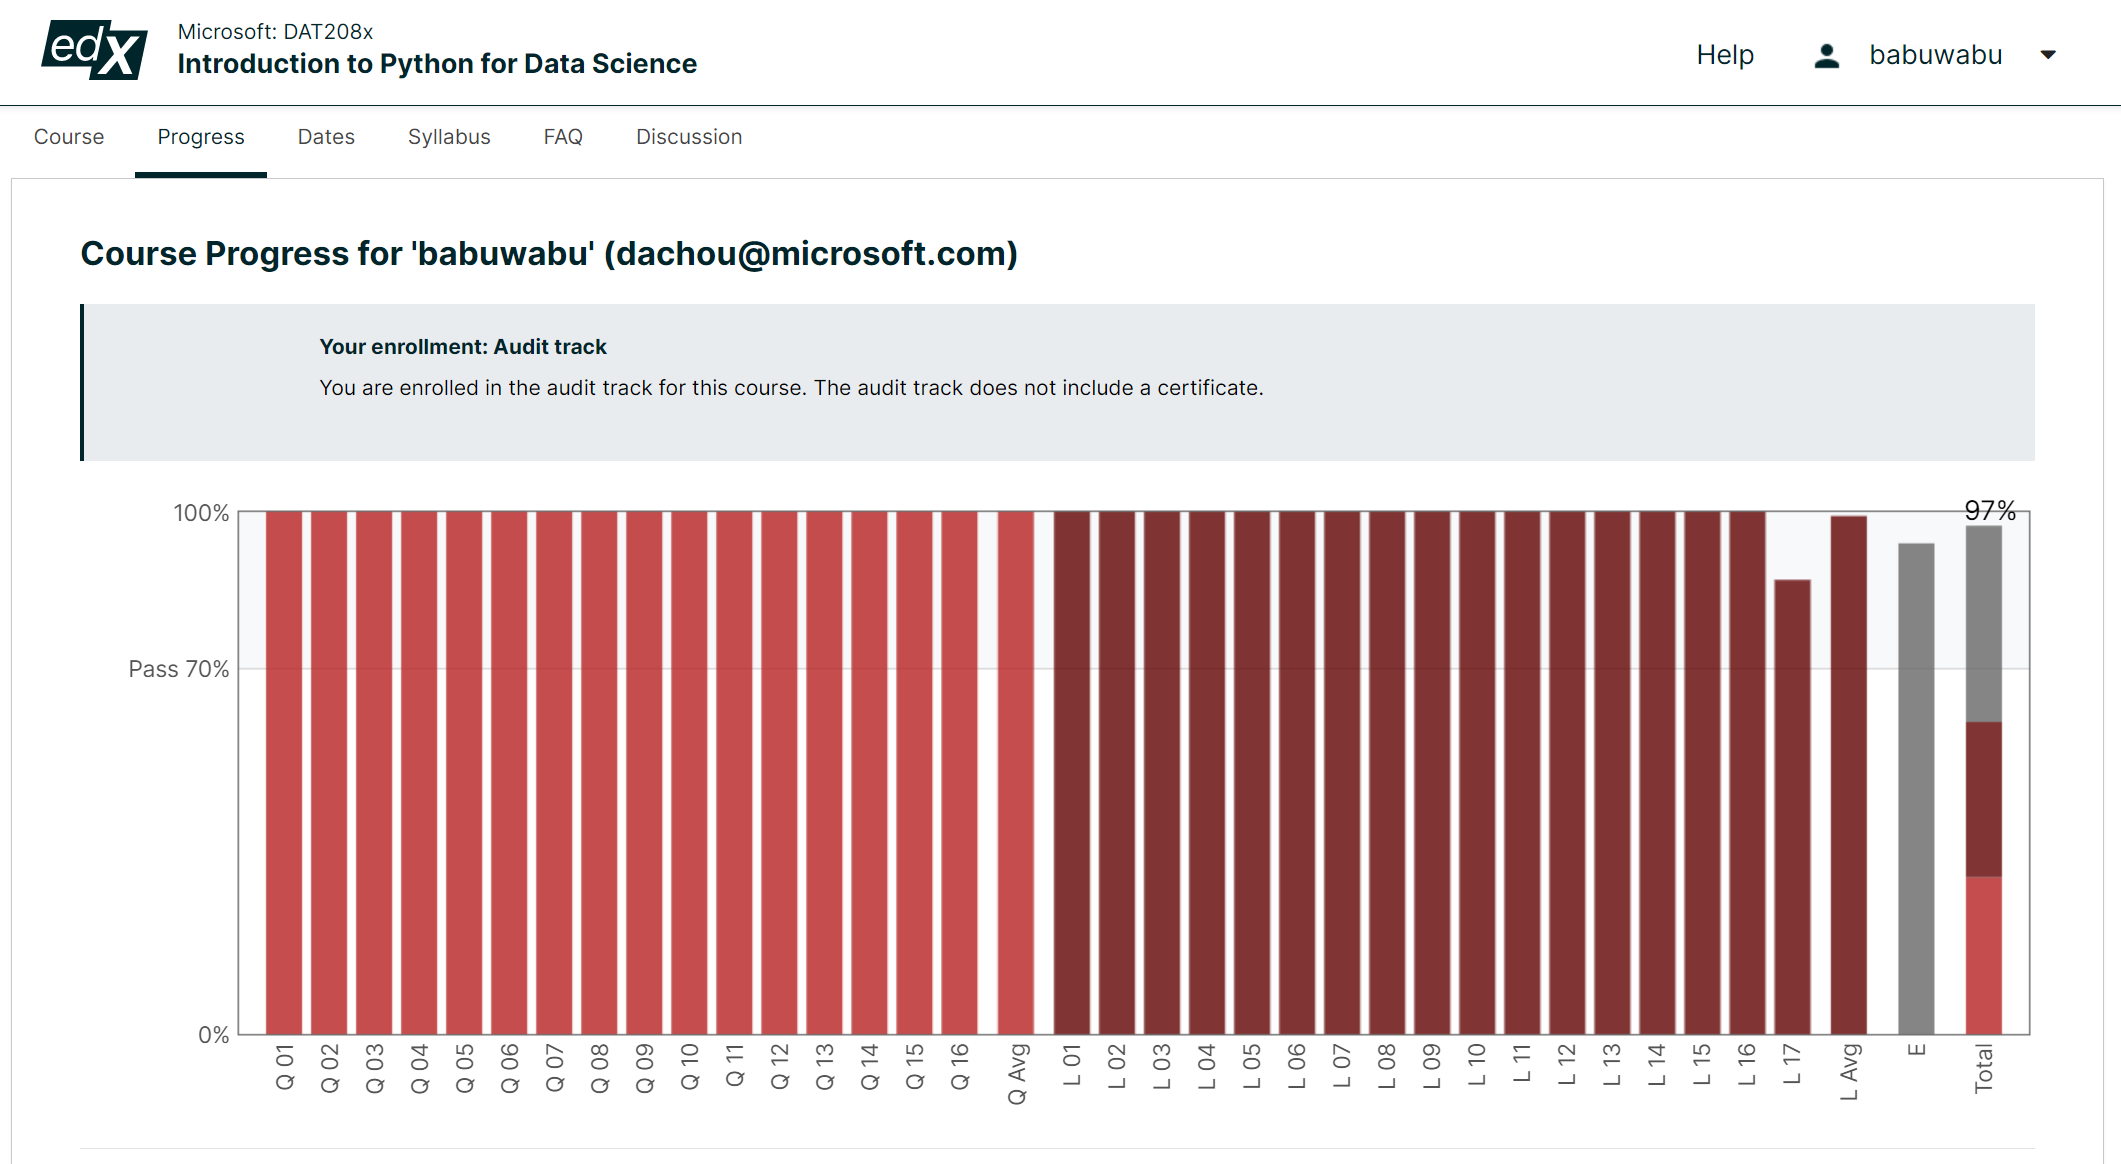 edX
Microsoft: DAT208x
Introduction to Python for Data Science
Help
babuwabu
Course
Progress
Dates
Syllabus
FAQ
Discussion
Course Progress for 'babuwabu' (dachou@microsoft.com)
Your enrollment: Audit track
You are enrolled in the audit track for this course. The audit track does not include a certificate.
100%
97%
Pass 70%
0%
Q 01
Q 02
Q 03
Q 04
Q 05
Q 06
Q 07
Q 08
Q 09
Q 10
Q 11
Q 12
Q 13
Q 14
Q 15
Q 16
Q Avg
L 01
L 02
L 03
L 04
L 05
L 06
L 07
L 08
L 09
L 10
L 11
L 12
L 13
L 14
L 15
L 16
L 17
L Avg
E
Total